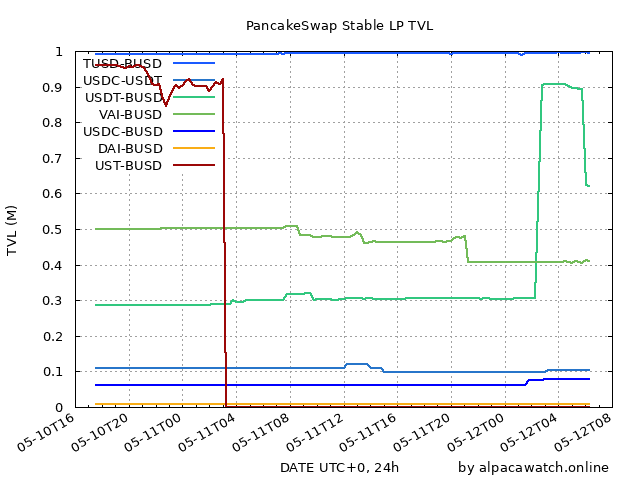 PancakeSwap Stable LP TVL
TUSD-BUSD
USDC-USDT
USDT-BUSD
VAI-BUSD
USDC-BUSD
DAI-BUSD
UST-BUSD
1
0.9
0.8
0.7
0.6
0.5
0.4
0.3
0.2
0.1
0
TVL (M)
05-10T16
05-10T20
05-11T00
05-11T04
05-11T08
05-11T12
05-11T16
05-11T20
05-12T00
05-12T04
05-12T08
DATE UTC+0, 24h
by alpacawatch.online